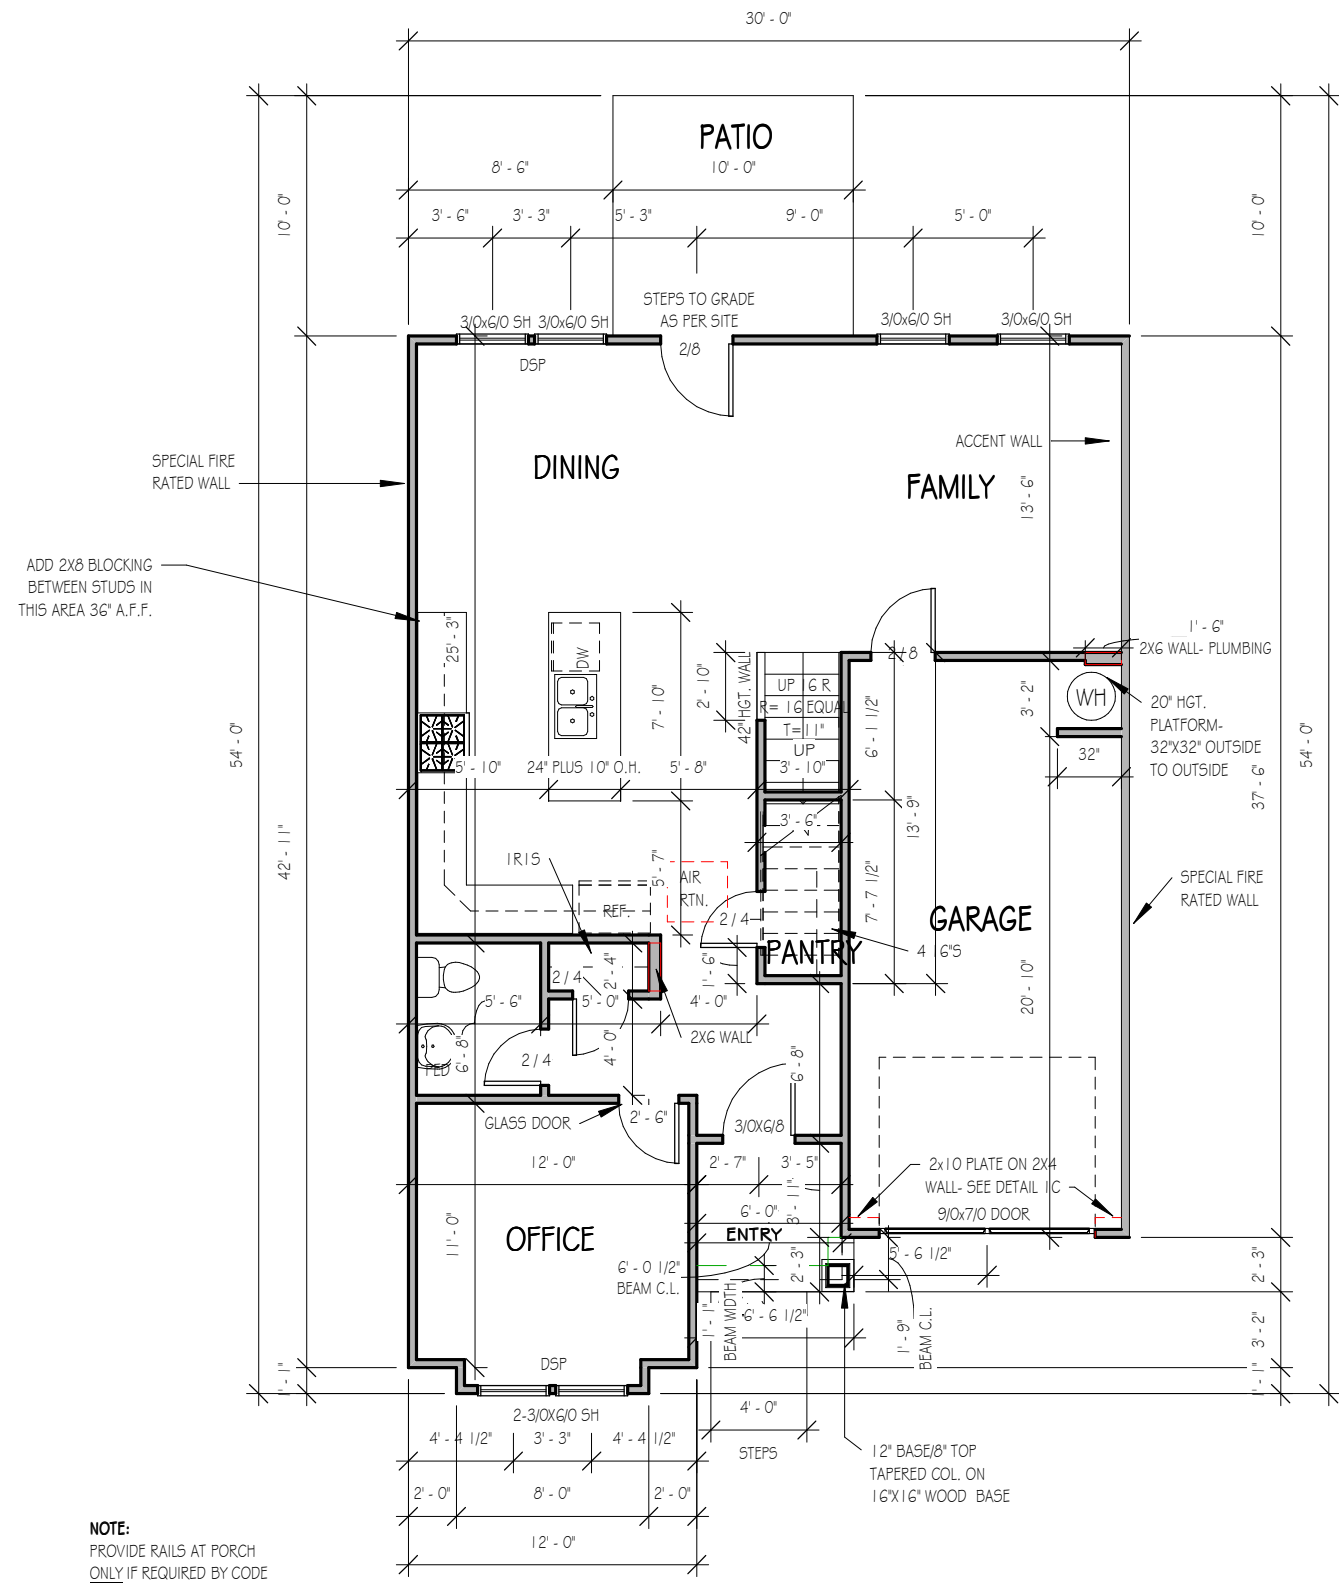 30' - 0"
PATIO
8' - 6"
10' - 0"
3' - 6"
3' - 3"
5' - 3"
9' - 0"
5' - 0"
10' - 0"
10' - 0"
STEPS TO GRADE
AS PER SITE
3/0x6/0 SH
3/0x6/0 SH
3/0x6/0 SH
3/0x6/0 SH
2/8
DSP
SPECIAL FIRE
RATED WALL
DINING
ACCENT WALL
FAMILY
13' - 6"
ADD 2X8 BLOCKING
BETWEEN STUDS IN
THIS AREA 36" A.F.F.
25' - 3"
DW
7' - 10"
2' - 10"
42" HGT. WALL
UP 16 R
R= 16 EQUAL
T=11"
UP
2/8
6' - 1 1/2"
3' - 2"
WH
1' - 6"
2X6 WALL- PLUMBING
20" HGT.
PLATFORM-
32"X32" OUTSIDE
TO OUTSIDE
32"
54' - 0"
54' - 0"
37' - 6"
5' - 10"
24" PLUS 10" O.H.
5' - 8"
3' - 10"
3' - 6"
13' - 9"
42' - 11"
IRIS
5' - 7"
AIR
RTN.
REF.
2 / 4
7' - 7 1/2"
GARAGE
SPECIAL FIRE
RATED WALL
PANTRY
4 16"S
2 / 4
2' - 4"
1' - 6"
5' - 6"
5' - 0"
4' - 0"
20' - 10"
2X6 WALL
PED
6' - 8"
2 / 4
4' - 0"
6' - 8"
GLASS DOOR
2' - 6"
3/0X6/8
12' - 0"
2' - 7"
3' - 5"
2x10 PLATE ON 2X4
WALL- SEE DETAIL 1C
3' - 11"
6' - 0"
9/0x7/0 DOOR
11' - 0"
OFFICE
ENTRY
5' - 6 1/2"
6' - 0 1/2"
BEAM C.L.
2' - 3"
2' - 3"
1' - 1"
BEAM WIDTH
6' - 6 1/2"
1' - 9"
BEAM C.L.
3' - 2"
DSP
1' - 1"
1' - 1"
2-3/0X6/0 SH
4' - 4 1/2"
3' - 3"
4' - 4 1/2"
4' - 0"
STEPS
12" BASE/8" TOP
TAPERED COL. ON
16"X16" WOOD BASE
2' - 0"
8' - 0"
2' - 0"
12' - 0"
NOTE:
PROVIDE RAILS AT PORCH
ONLY IF REQUIRED BY CODE